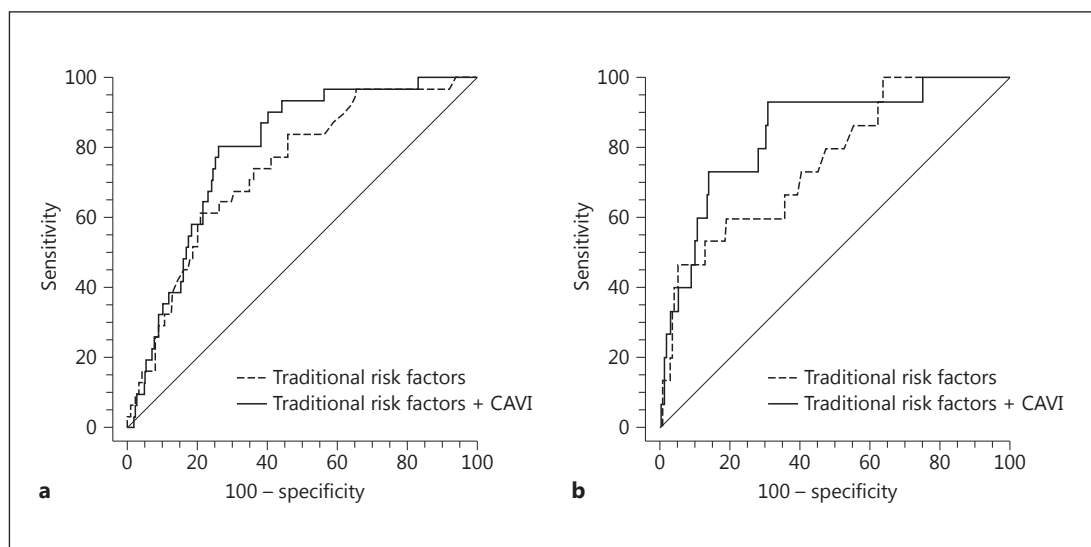 100
80
60
40
20
0
Sensitivity
Traditional risk factors
Traditional risk factors + CAVI
0 20 40 60 80 100
a
100 – specificity
100
80
60
40
20
0
Sensitivity
Traditional risk factors
Traditional risk factors + CAVI
0 20 40 60 80 100
b
100 – specificity